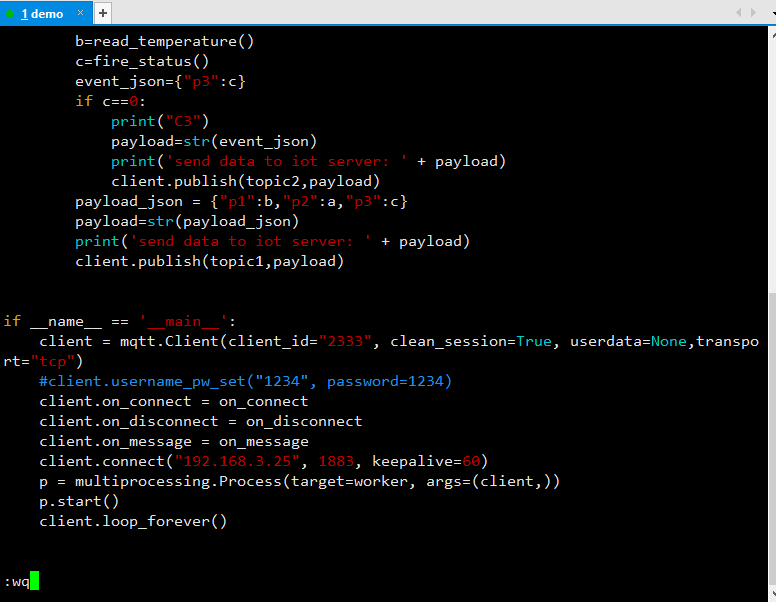 1 demo × +
b=read_temperature()
c=fire_status()
event_json={"p3":c}
if c==0:
print("C3")
payload=str(event_json)
print('send data to iot server: ' + payload)
client.publish(topic2,payload)
payload_json = {"p1":b,"p2":a,"p3":c}
payload=str(payload_json)
print('send data to iot server: ' + payload)
client.publish(topic1,payload)
if __name__ == '__main__':
client = mqtt.Client(client_id="2333", clean_session=True, userdata=None,transpo
rt="tcp")
#client.username_pw_set("1234", password=1234)
client.on_connect = on_connect
client.on_disconnect = on_disconnect
client.on_message = on_message
client.connect("192.168.3.25", 1883, keepalive=60)
p = multiprocessing.Process(target=worker, args=(client,))
p.start()
client.loop_forever()
:wq